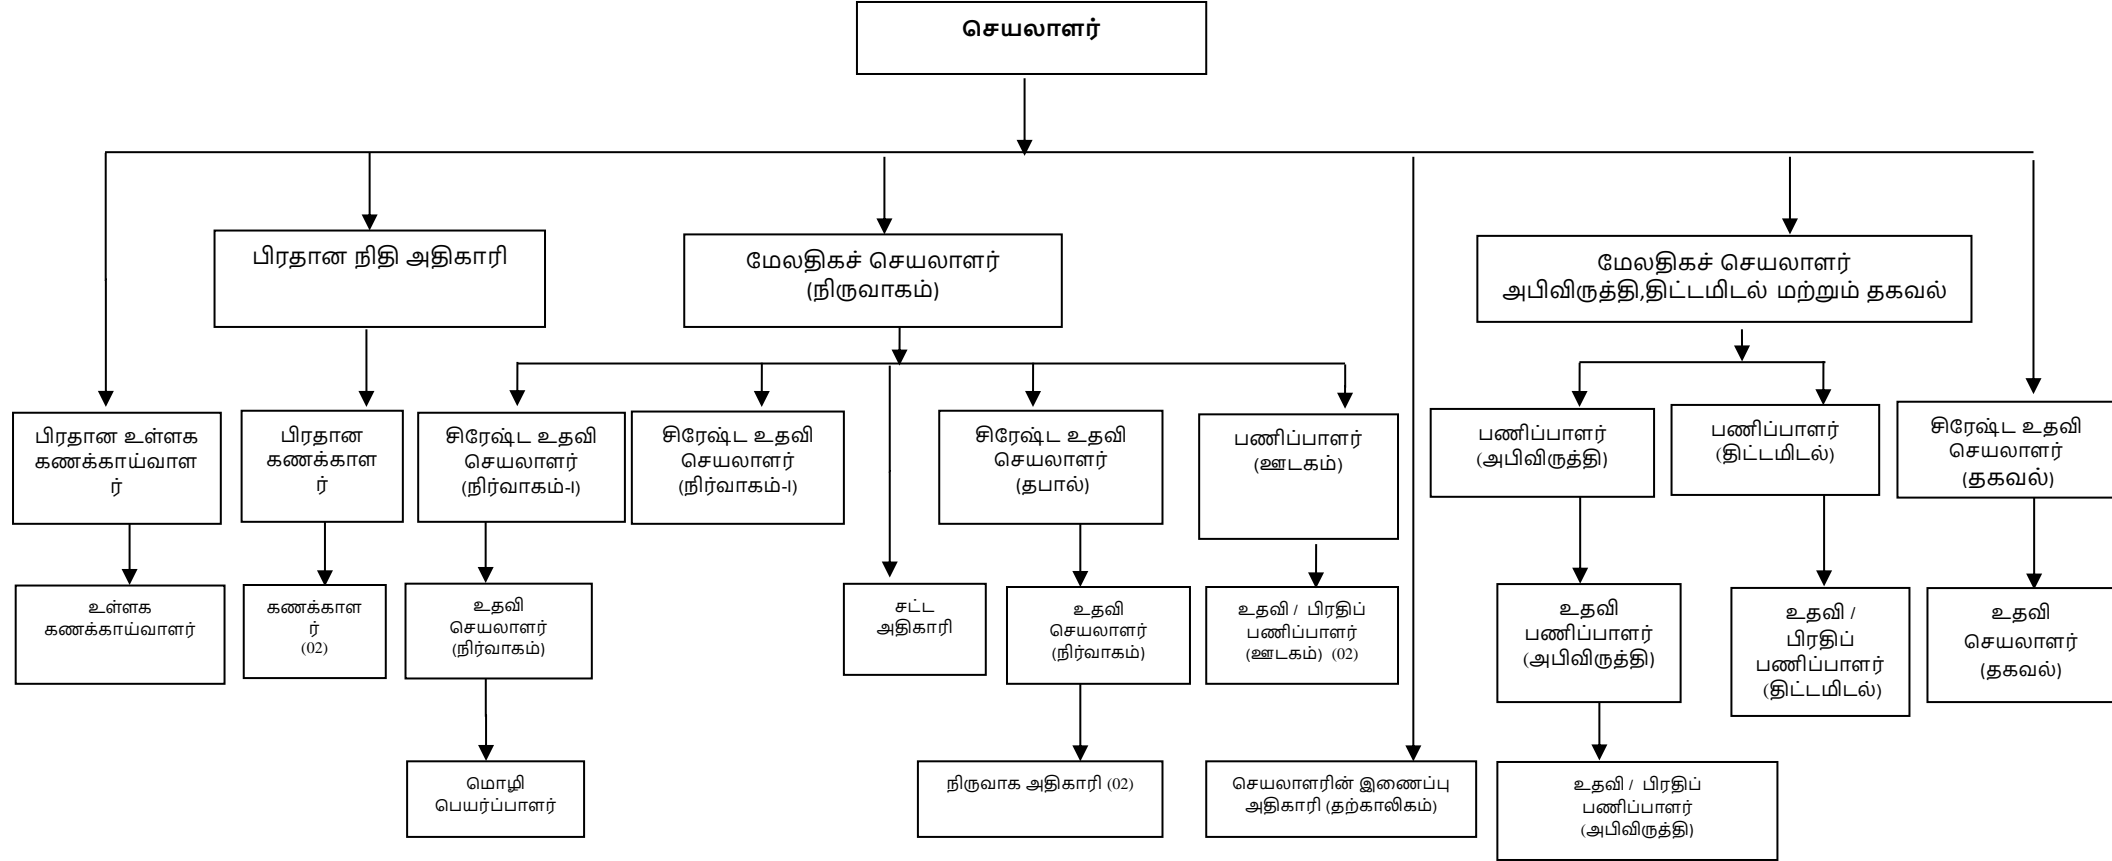 செயலாளர்
பிரதான நிதி அதிகாரி
மேலதிகச் செயலாளர்
(நிருவாகம்)
மேலதிகச் செயலாளர்
அபிவிருத்தி,திட்டமிடல் மற்றும் தகவல்
பிரதான உள்ளக
கணக்காய்வாள
ர்
பிரதான
கணக்காள
ர்
சிரேஷ்ட உதவி
செயலாளர்
(நிர்வாகம்-I)
சிரேஷ்ட உதவி
செயலாளர்
(நிர்வாகம்-I)
சிரேஷ்ட உதவி
செயலாளர்
(தபால்)
பணிப்பாளர்
(ஊடகம்)
பணிப்பாளர்
(அபிவிருத்தி)
பணிப்பாளர்
(திட்டமிடல்)
சிரேஷ்ட உதவி
செயலாளர்
(தகவல்)
உள்ளக
கணக்காய்வாளர்
கணக்காள
ர்
(02)
உதவி
செயலாளர்
(நிர்வாகம்)
சட்ட
அதிகாரி
உதவி
செயலாளர்
(நிர்வாகம்)
உதவி / பிரதிப்
பணிப்பாளர்
(ஊடகம்) (02)
உதவி
பணிப்பாளர்
(அபிவிருத்தி)
உதவி /
பிரதிப்
பணிப்பாளர்
(திட்டமிடல்)
உதவி
செயலாளர்
(தகவல்)
மொழி
பெயர்ப்பாளர்
நிருவாக அதிகாரி (02)
செயலாளரின் இணைப்பு
அதிகாரி (தற்காலிகம்)
உதவி / பிரதிப்
பணிப்பாளர்
(அபிவிருத்தி)